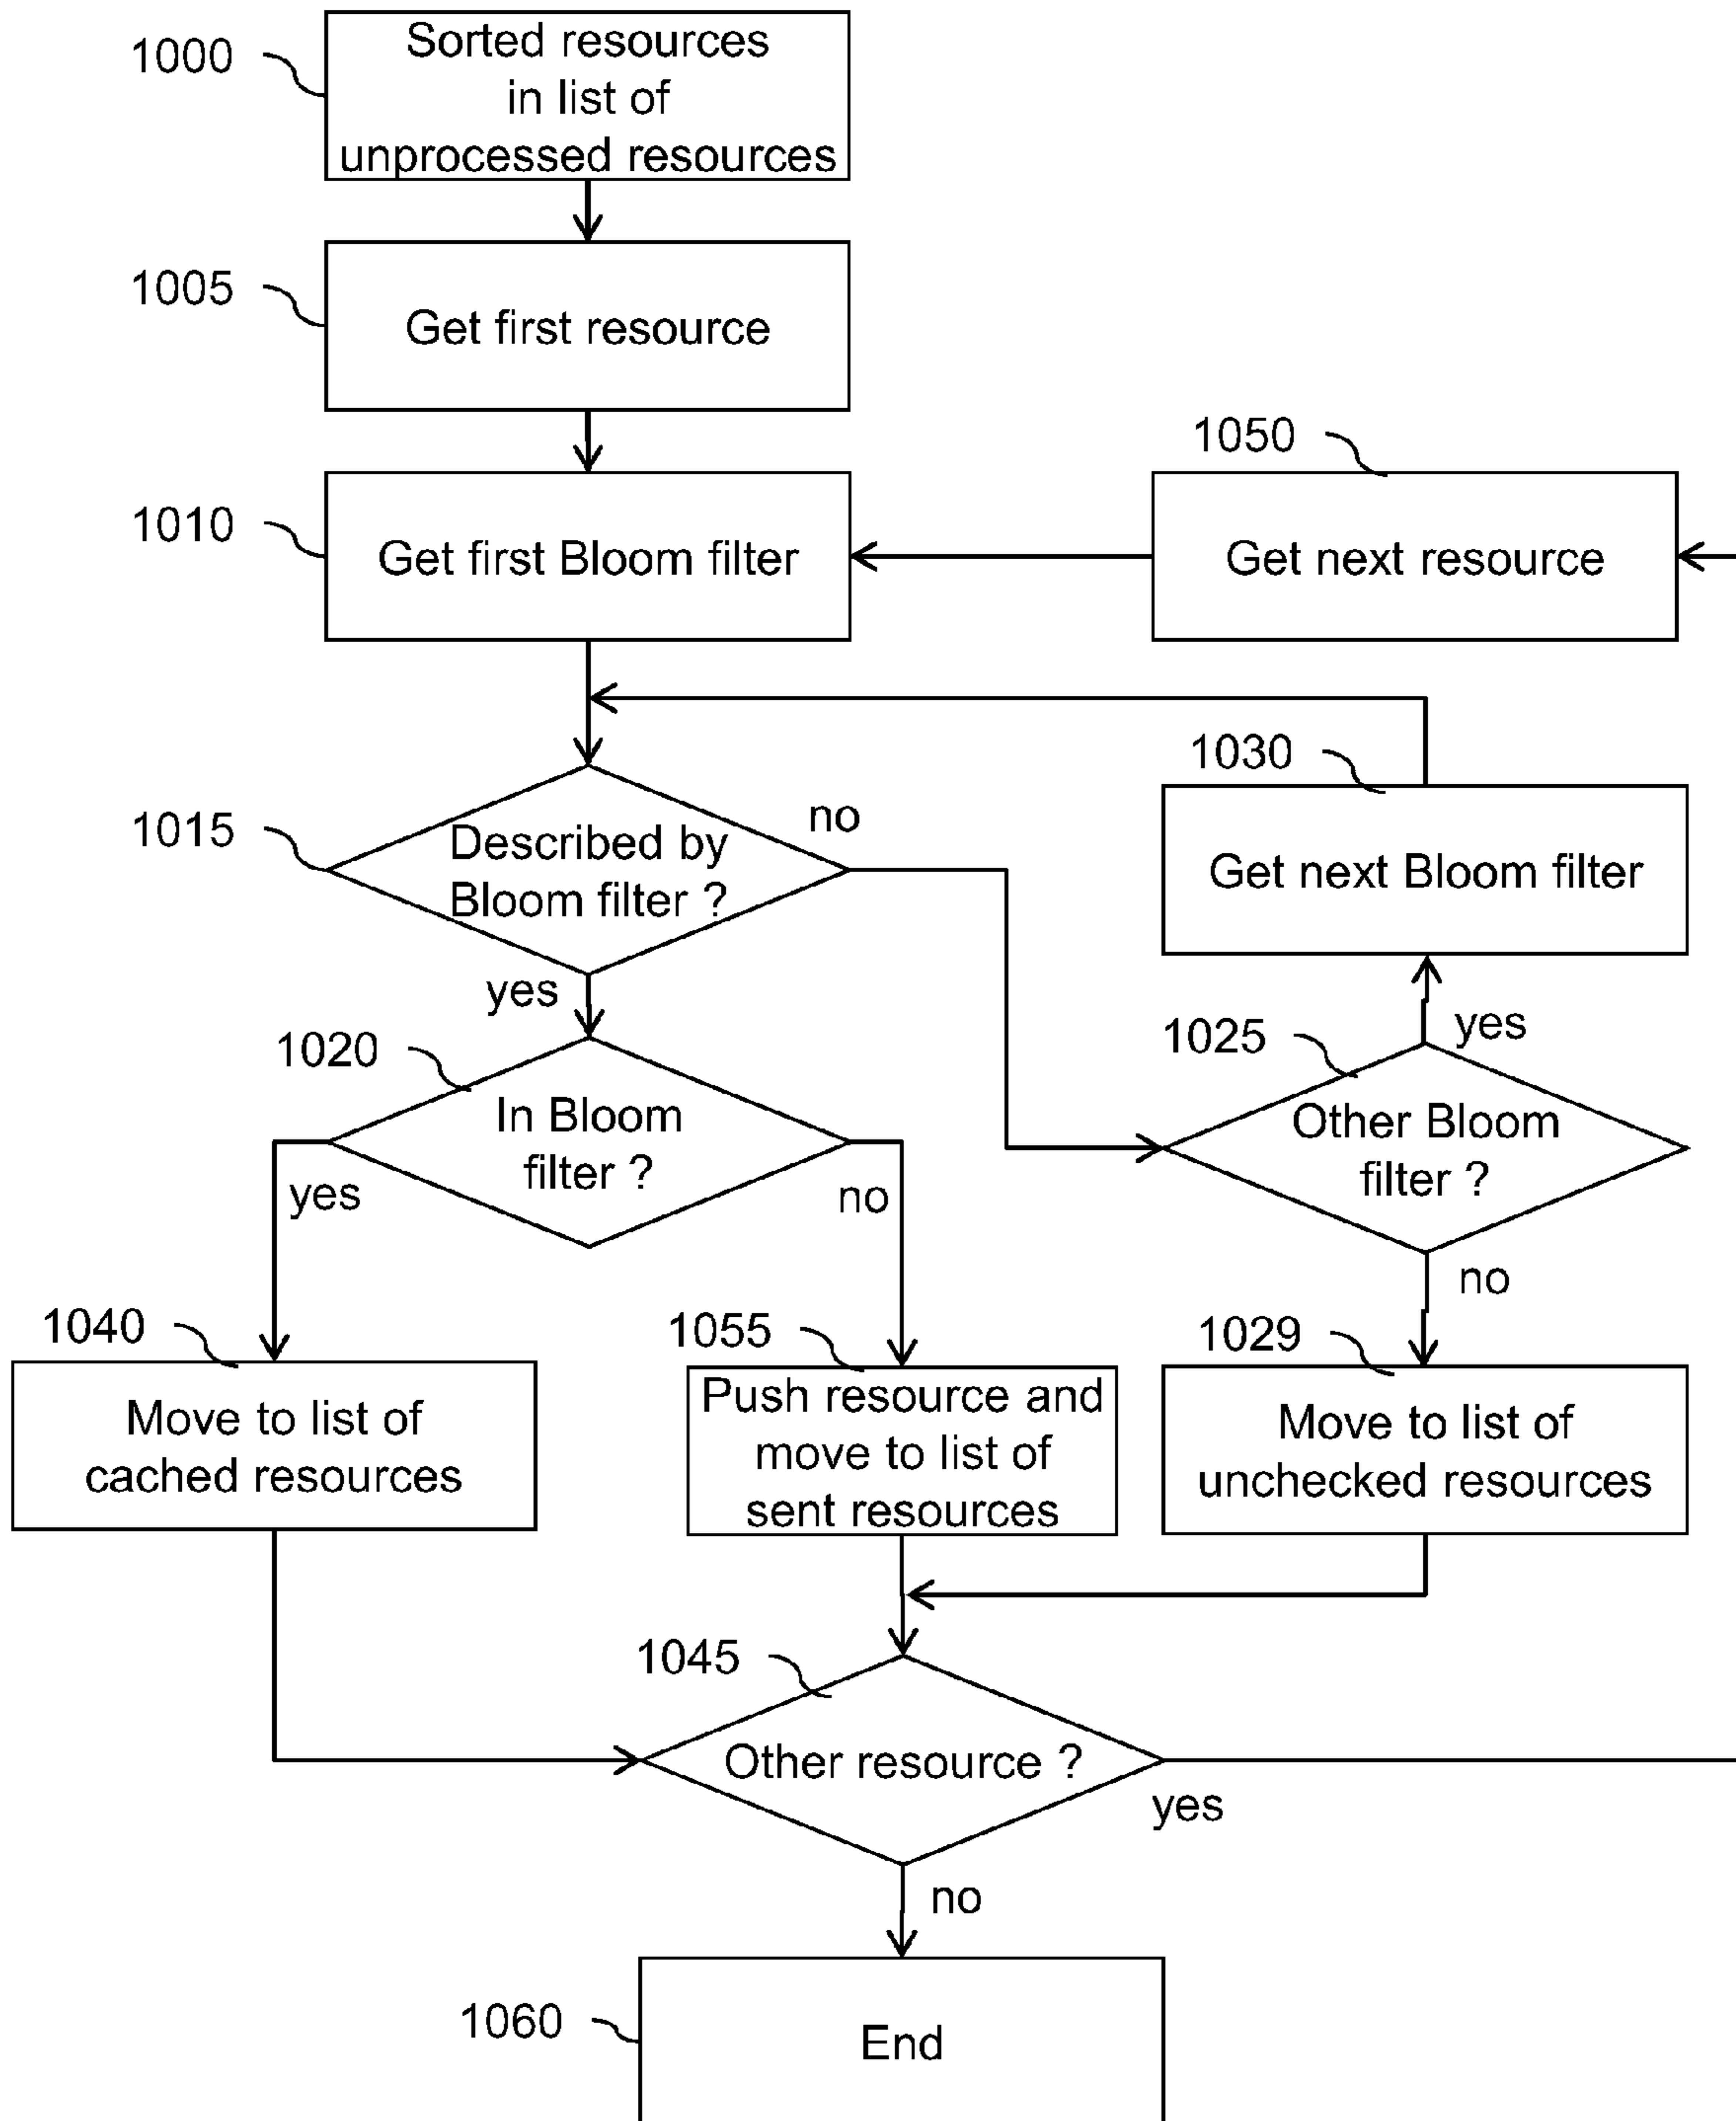 1000
Sorted resources
in list of
unprocessed resources
1005
Get first resource
1050
1010
Get first Bloom filter
Get next resource
1030
1015
Described by
Bloom filter ?
no
Get next Bloom filter
yes
1020
In Bloom
filter ?
1025
yes
Other Bloom
filter ?
yes
no
no
1040
Move to list of
cached resources
1055
Push resource and
move to list of
sent resources
1029
Move to list of
unchecked resources
1045
Other resource ?
yes
no
1060
End